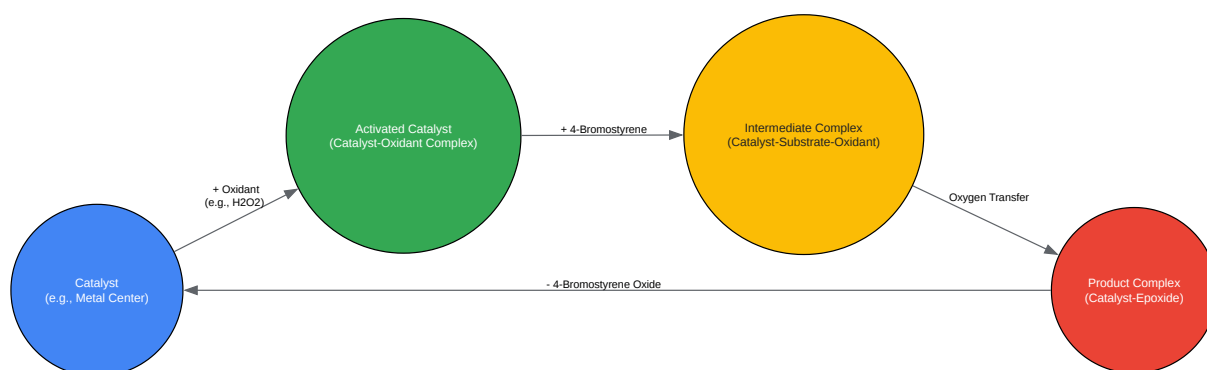 Activated Catalyst
(Catalyst-Oxidant Complex)
+ 4-Bromostyrene
Intermediate Complex
(Catalyst-Substrate-Oxidant)
+ Oxidant
(e.g., H2O2)
Oxygen Transfer
Catalyst
(e.g., Metal Center)
- 4-Bromostyrene Oxide
Product Complex
(Catalyst-Epoxide)